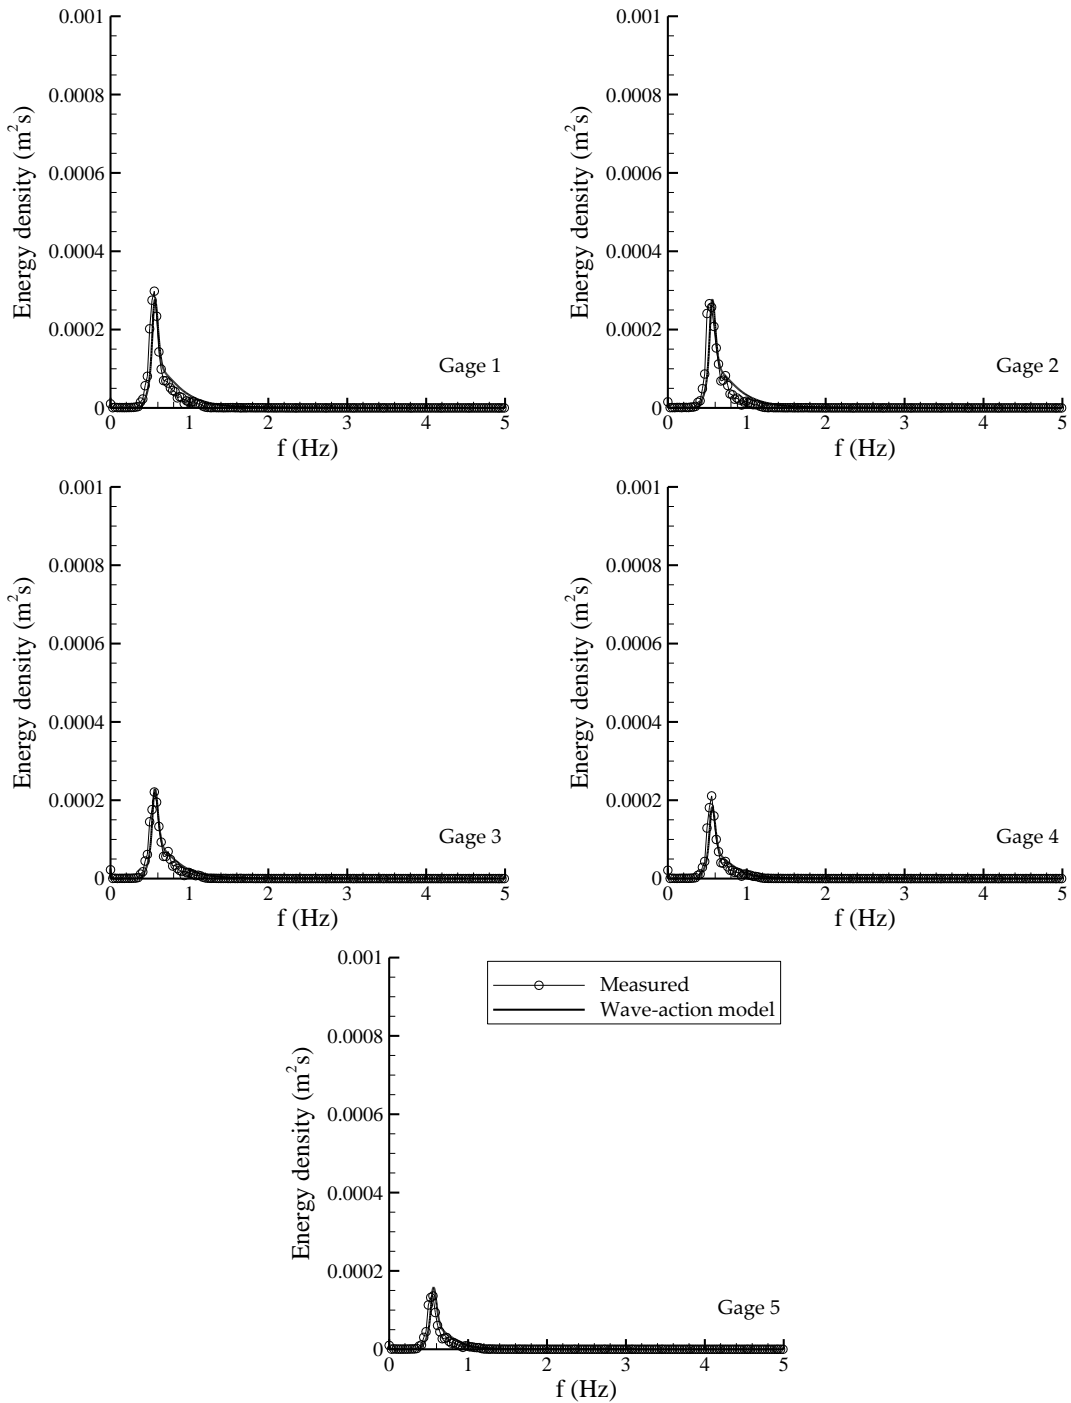 0.001
0.0008
0.0006
0.0004
0.0002
0
Energy density (m²s)
Gage 1
0 1 2 3 4 5
f (Hz)
0.001
0.0008
0.0006
0.0004
0.0002
0
Energy density (m²s)
Gage 2
0 1 2 3 4 5
f (Hz)
0.001
0.0008
0.0006
0.0004
0.0002
0
Energy density (m²s)
Gage 3
0 1 2 3 4 5
f (Hz)
0.001
0.0008
0.0006
0.0004
0.0002
0
Energy density (m²s)
Gage 4
0 1 2 3 4 5
f (Hz)
0.001
0.0008
0.0006
0.0004
0.0002
0
Energy density (m²s)
Measured
Wave-action model
Gage 5
0 1 2 3 4 5
f (Hz)